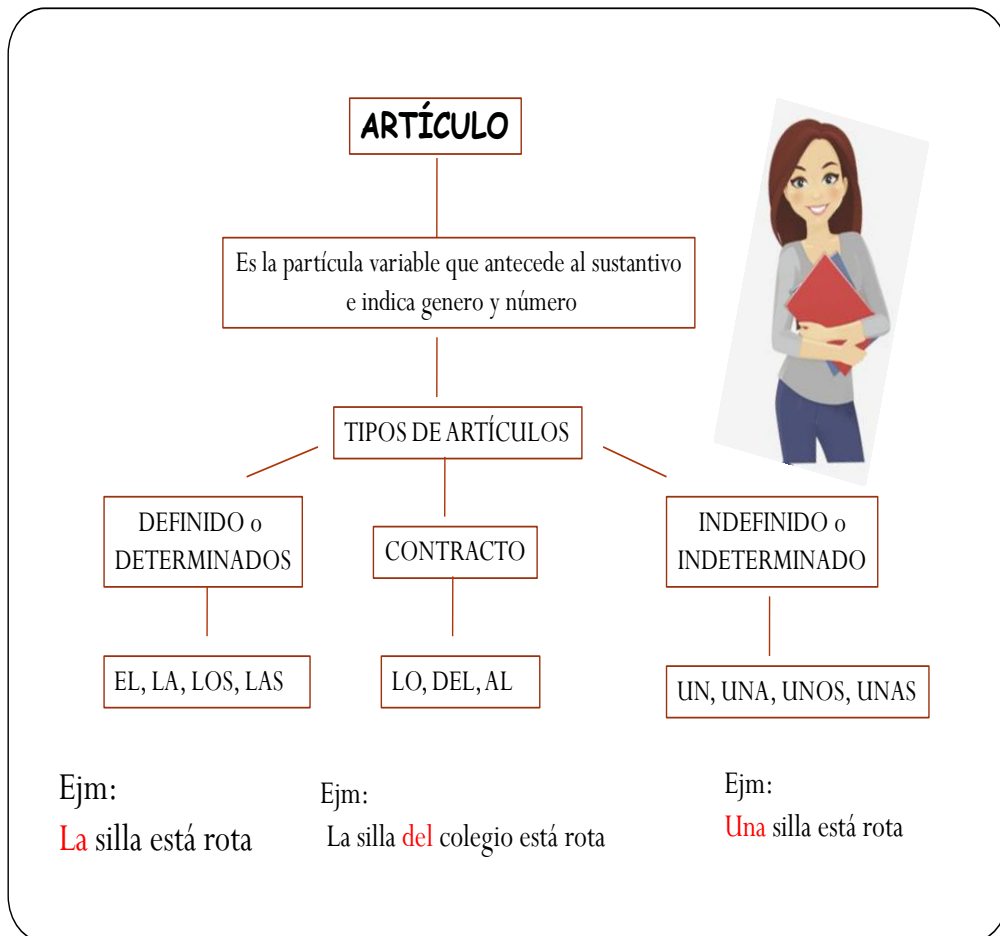 ARTÍCULO
Es la partícula variable que antecede al sustantivo
e indica genero y número
TIPOS DE ARTÍCULOS
DEFINIDO o
DETERMINADOS
CONTRACTO
INDEFINIDO o
INDETERMINADO
EL, LA, LOS, LAS
LO, DEL, AL
UN, UNA, UNOS, UNAS
Ejm:
La silla está rota
Ejm:
La silla del colegio está rota
Ejm:
Una silla está rota